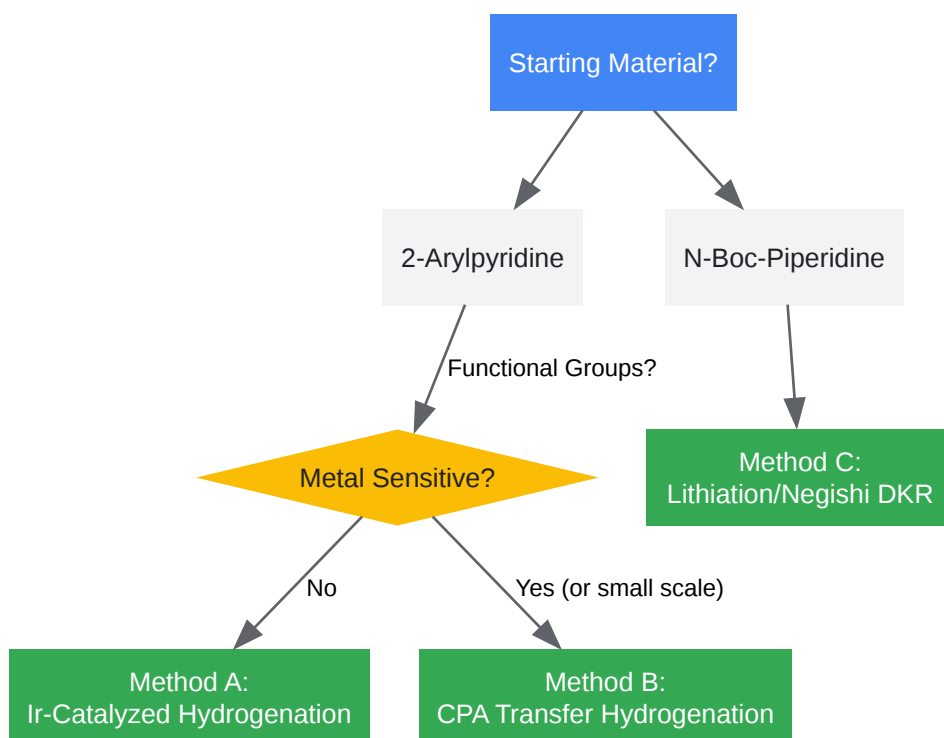 Starting Material?
2-Arylpyridine
N-Boc-Piperidine
Functional Groups?
Metal Sensitive?
Method C:
Lithiation/Negishi DKR
No
Yes (or small scale)
Method A:
Ir-Catalyzed Hydrogenation
Method B:
CPA Transfer Hydrogenation